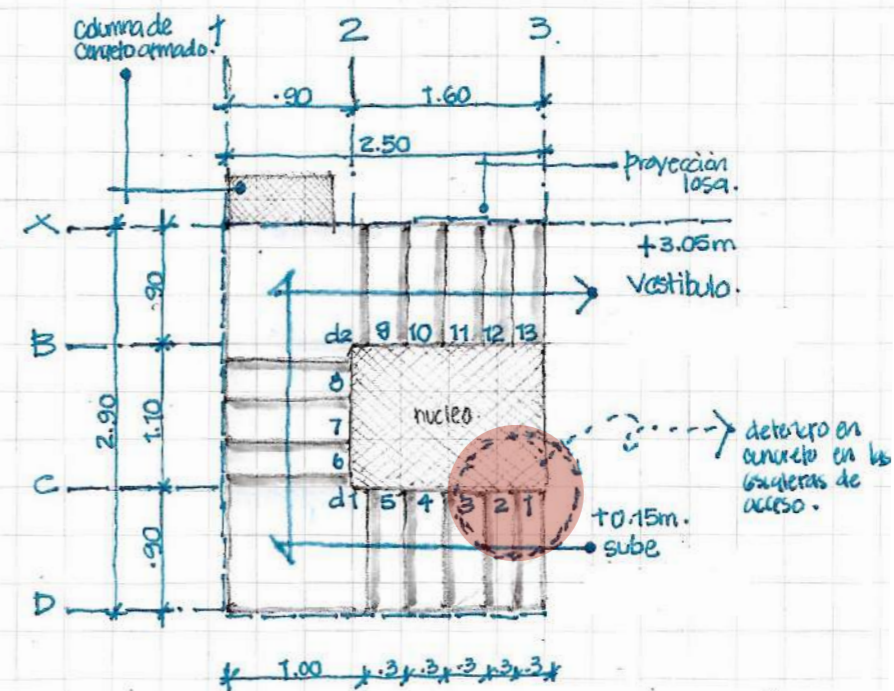 columna de
concreto armado.
1
2
3
.90
1.60
2.50
proyección
losa.
X
+3.05m
Vestibulo.
.90
B
d2
9
10
11
12
13
8
nucleo.
2.90
1.10
7
6
deterioro en
concreto en las
escaleras de
acceso.
C
d1
5
4
3
2
1
+0.15m.
sube
.90
D
1.00
.3
.3
.3
.3
.3